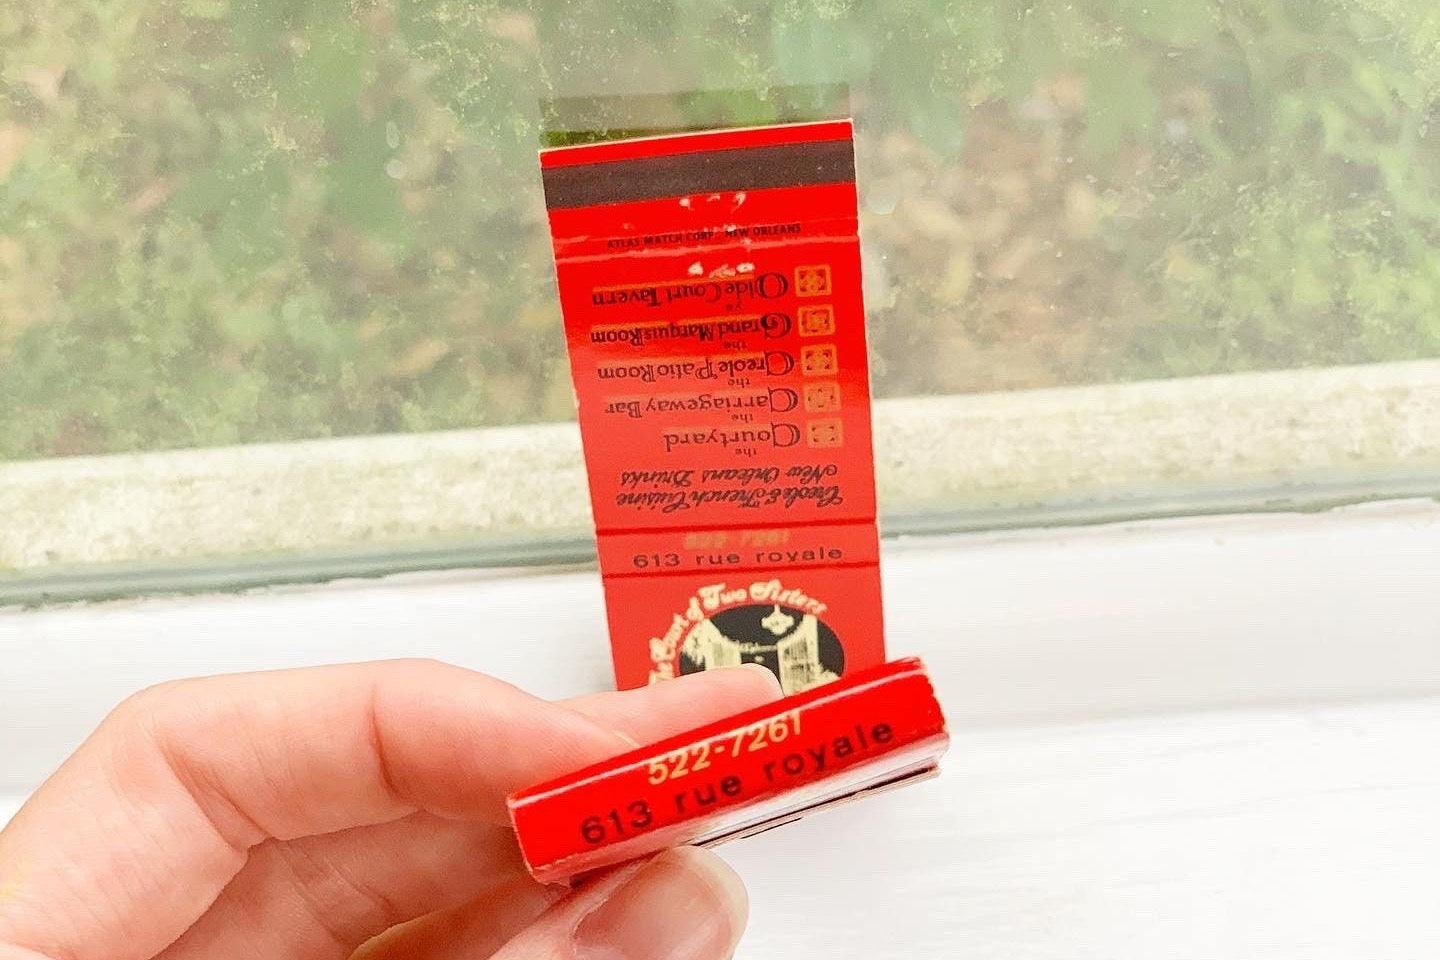 ATLAS MATCH CORP. NEW ORLEANS
Creole & French Cuisine
New Orleans Drinks
the
Courtyard
the
Carriageway Bar
the
Creole Patio Room
the
Grand Marquis Room
ye
Olde Court Tavern
522-7261
613 rue royale
The Court of Two Sisters
522-7261
613 rue royale